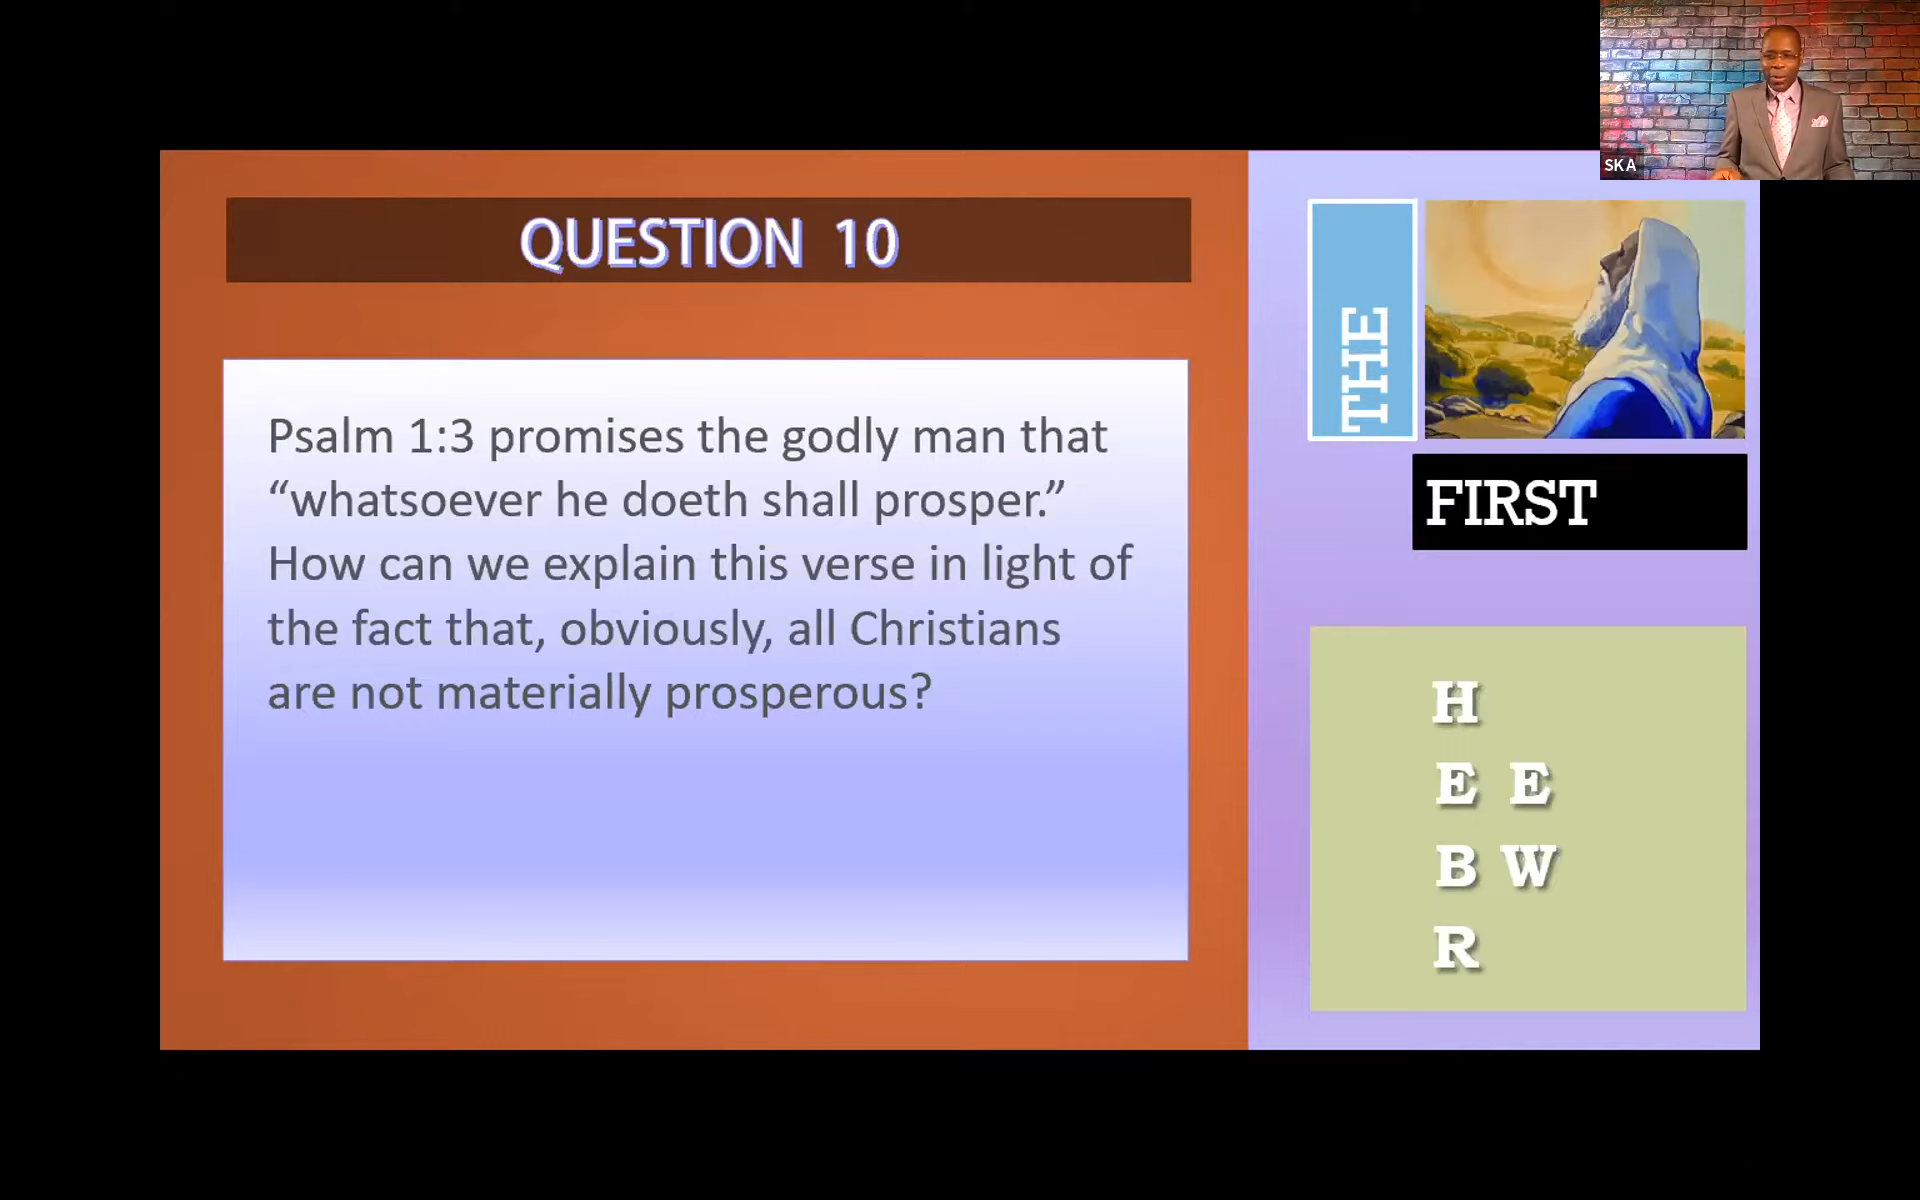 SKA
QUESTION 10
Psalm 1:3 promises the godly man that
“whatsoever he doeth shall prosper.”
How can we explain this verse in light of
the fact that, obviously, all Christians
are not materially prosperous?
THE
FIRST
H
E E
B W
R